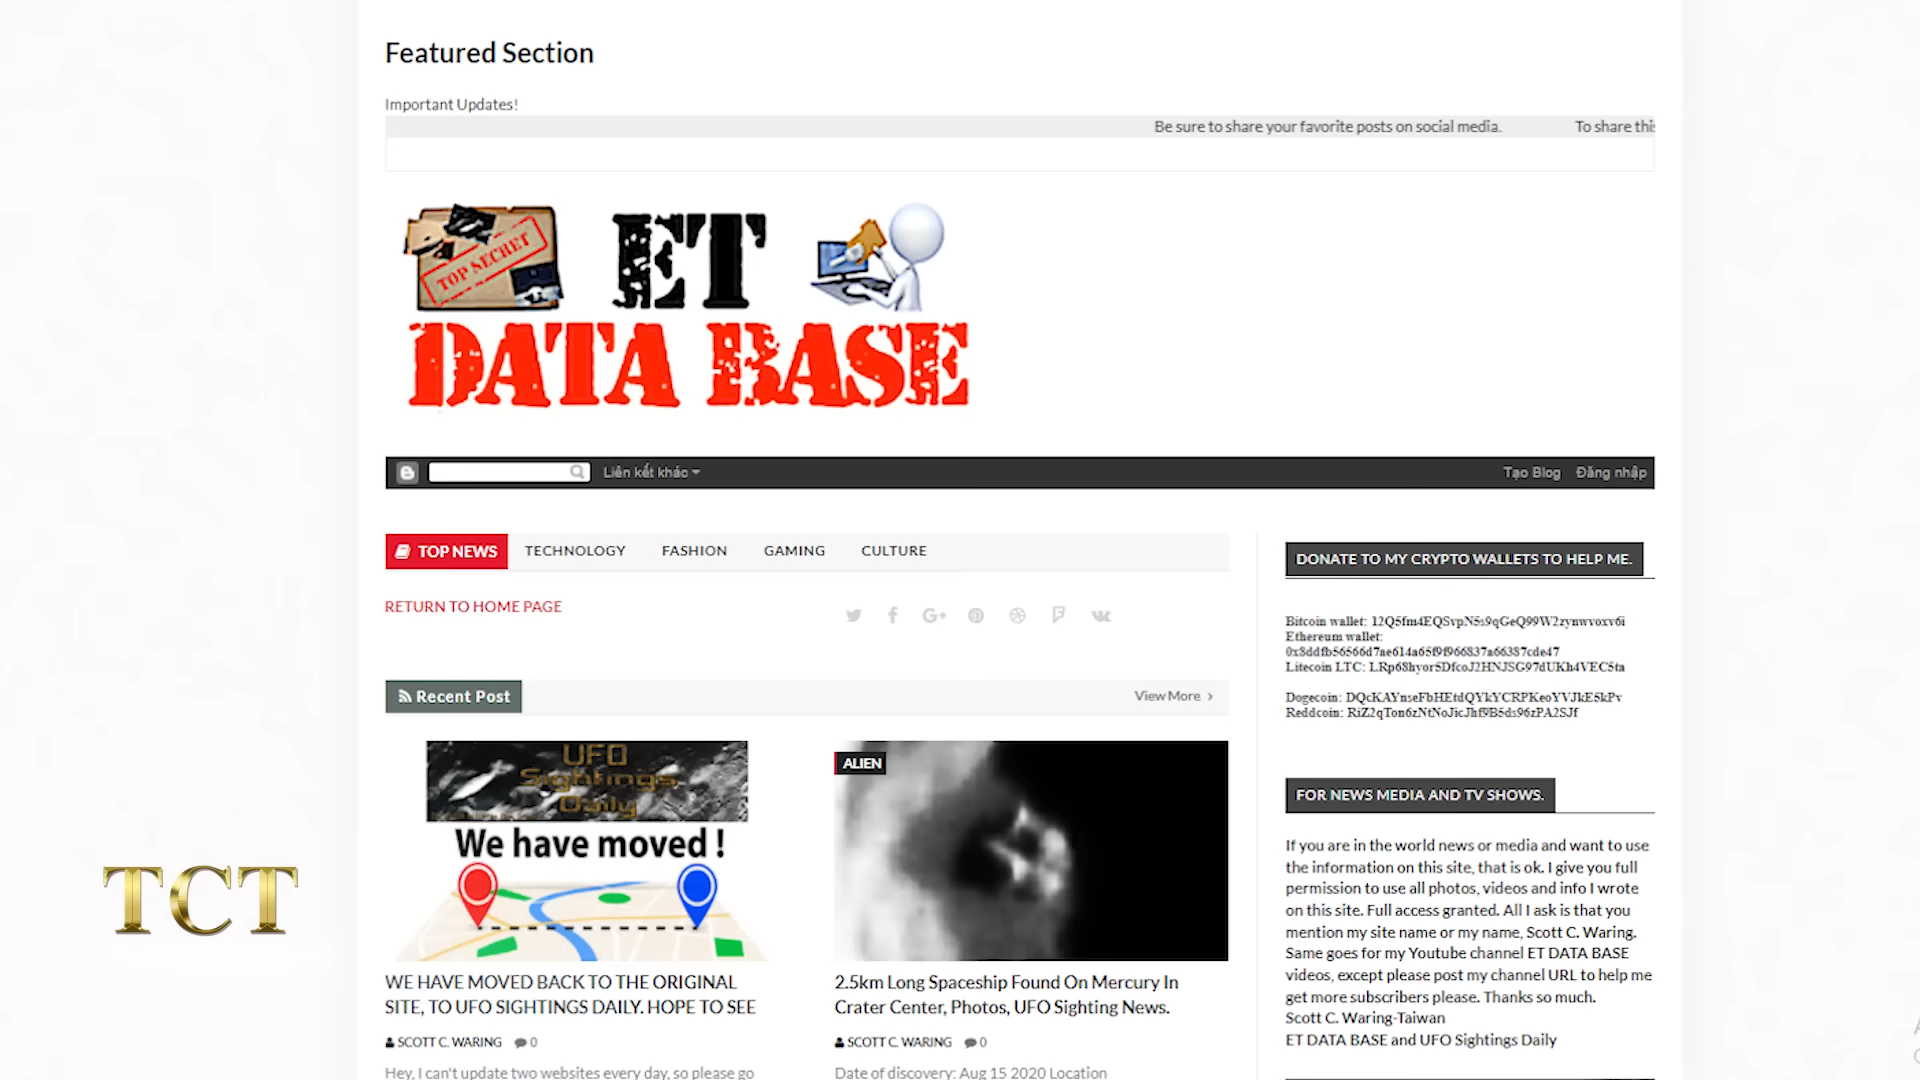 Featured Section
Important Updates!
Be sure to share your favorite posts on social media. To share this
TOP SECRET
ET
DATA BASE
Liên kết khác
Tạo Blog Đăng nhập
TOP NEWS TECHNOLOGY FASHION GAMING CULTURE
RETURN TO HOME PAGE
Recent Post
View More
UFO
Sightings
Daily
We have moved !
WE HAVE MOVED BACK TO THE ORIGINAL
SITE, TO UFO SIGHTINGS DAILY. HOPE TO SEE
SCOTT C. WARING 0
Hey, I can't update two websites every day, so please go
ALIEN
2.5km Long Spaceship Found On Mercury In
Crater Center, Photos, UFO Sighting News.
SCOTT C. WARING 0
Date of discovery: Aug 15 2020 Location
DONATE TO MY CRYPTO WALLETS TO HELP ME.
Bitcoin wallet: 12Q5fm4EQSvpN5s9qGeQ99W2zynwvoxv6i
Ethereum wallet:
0x8ddfb56566d7ae614a65f9f966837a66387cde47
Litecoin LTC: LRp68hyor5DfcoJ2HNJSG97dUKh4VEC5ta
Dogecoin: DQcKAYnseFbHEtdQYkYCRPKeoYVJkE5kPv
Reddcoin: RiZ2qTon6zNtNoJicJhf9B5ds96zPA2SJf
FOR NEWS MEDIA AND TV SHOWS.
If you are in the world news or media and want to use
the information on this site, that is ok. I give you full
permission to use all photos, videos and info I wrote
on this site. Full access granted. All I ask is that you
mention my site name or my name, Scott C. Waring.
Same goes for my Youtube channel ET DATA BASE
videos, except please post my channel URL to help me
get more subscribers please. Thanks so much.
Scott C. Waring-Taiwan
ET DATA BASE and UFO Sightings Daily
TCT